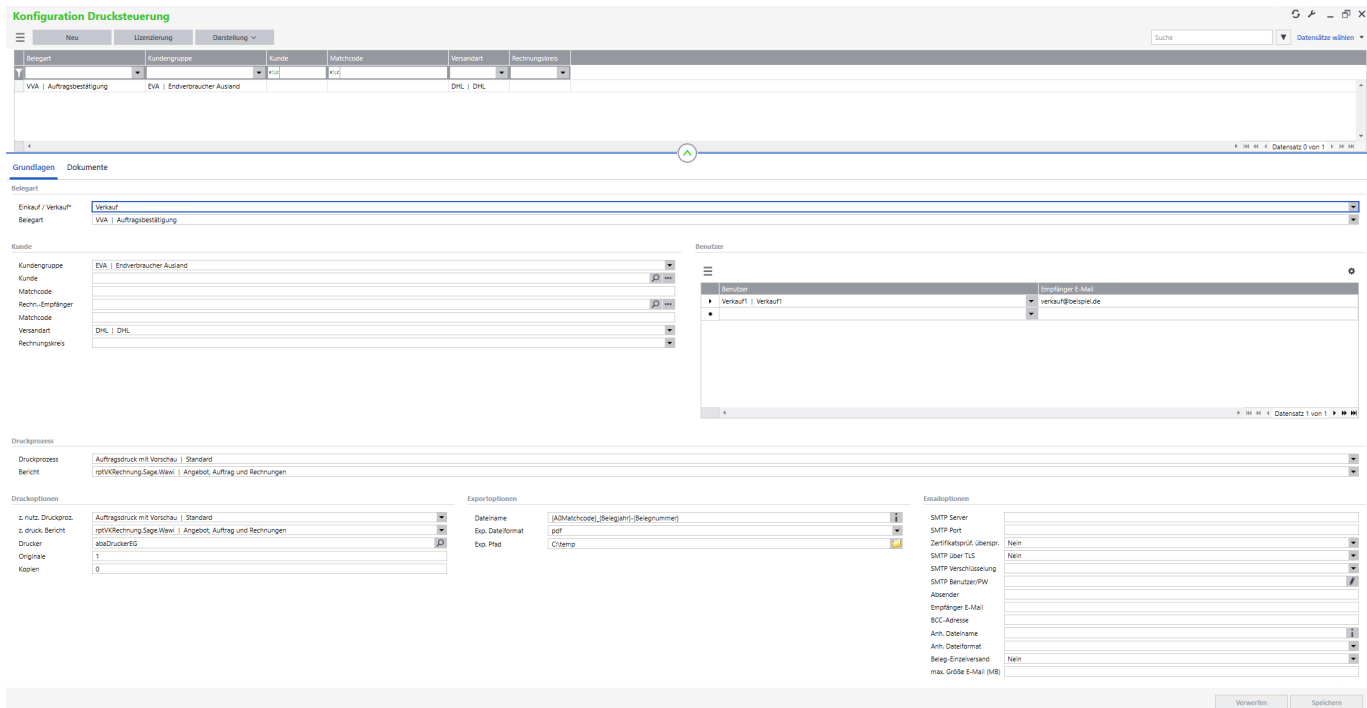 Konfiguration Drucksteuerung
Neu Lizenzierung Darstellung
Suche Datensätze wählen
Belegart Kundengruppe Kunde Matchcode Versandart Rechnungskreis
VVA | Auftragsbestätigung EVA | Endverbraucher Ausland DHL | DHL
Datensatz 0 von 1
Grundlagen Dokumente
Belegart
Einkauf / Verkauf* Verkauf
Belegart VVA | Auftragsbestätigung
Kunde Benutzer
Kundengruppe EVA | Endverbraucher Ausland
Kunde
Matchcode
Rechn.-Empfänger
Matchcode
Versandart DHL | DHL
Rechnungskreis
Benutzer Empfänger E-Mail
Verkauf1 | Verkauf1 verkauf@beispiel.de
Datensatz 1 von 1
Druckprozess
Druckprozess Auftragsdruck mit Vorschau | Standard
Bericht rptVKRechnung.Sage.Wawi | Angebot, Auftrag und Rechnungen
Druckoptionen
z. nutz. Druckproz. Auftragsdruck mit Vorschau | Standard
z. druck. Bericht rptVKRechnung.Sage.Wawi | Angebot, Auftrag und Rechnungen
Drucker abaDruckerEG
Originale 1
Kopien 0
Exportoptionen
Dateiname {A0Matchcode}_{Belegjahr}-{Belegnummer}
Exp. Dateiformat pdf
Exp. Pfad C:\temp
Emailoptionen
SMTP Server
SMTP Port
Zertifikatsprüf. überspr. Nein
SMTP über TLS Nein
SMTP Verschlüsselung
SMTP Benutzer/PW
Absender
Empfänger E-Mail
BCC-Adresse
Anh. Dateiname
Anh. Dateiformat
Beleg-Einzelversand Nein
max. Größe E-Mail (MB)
Verwerfen Speichern